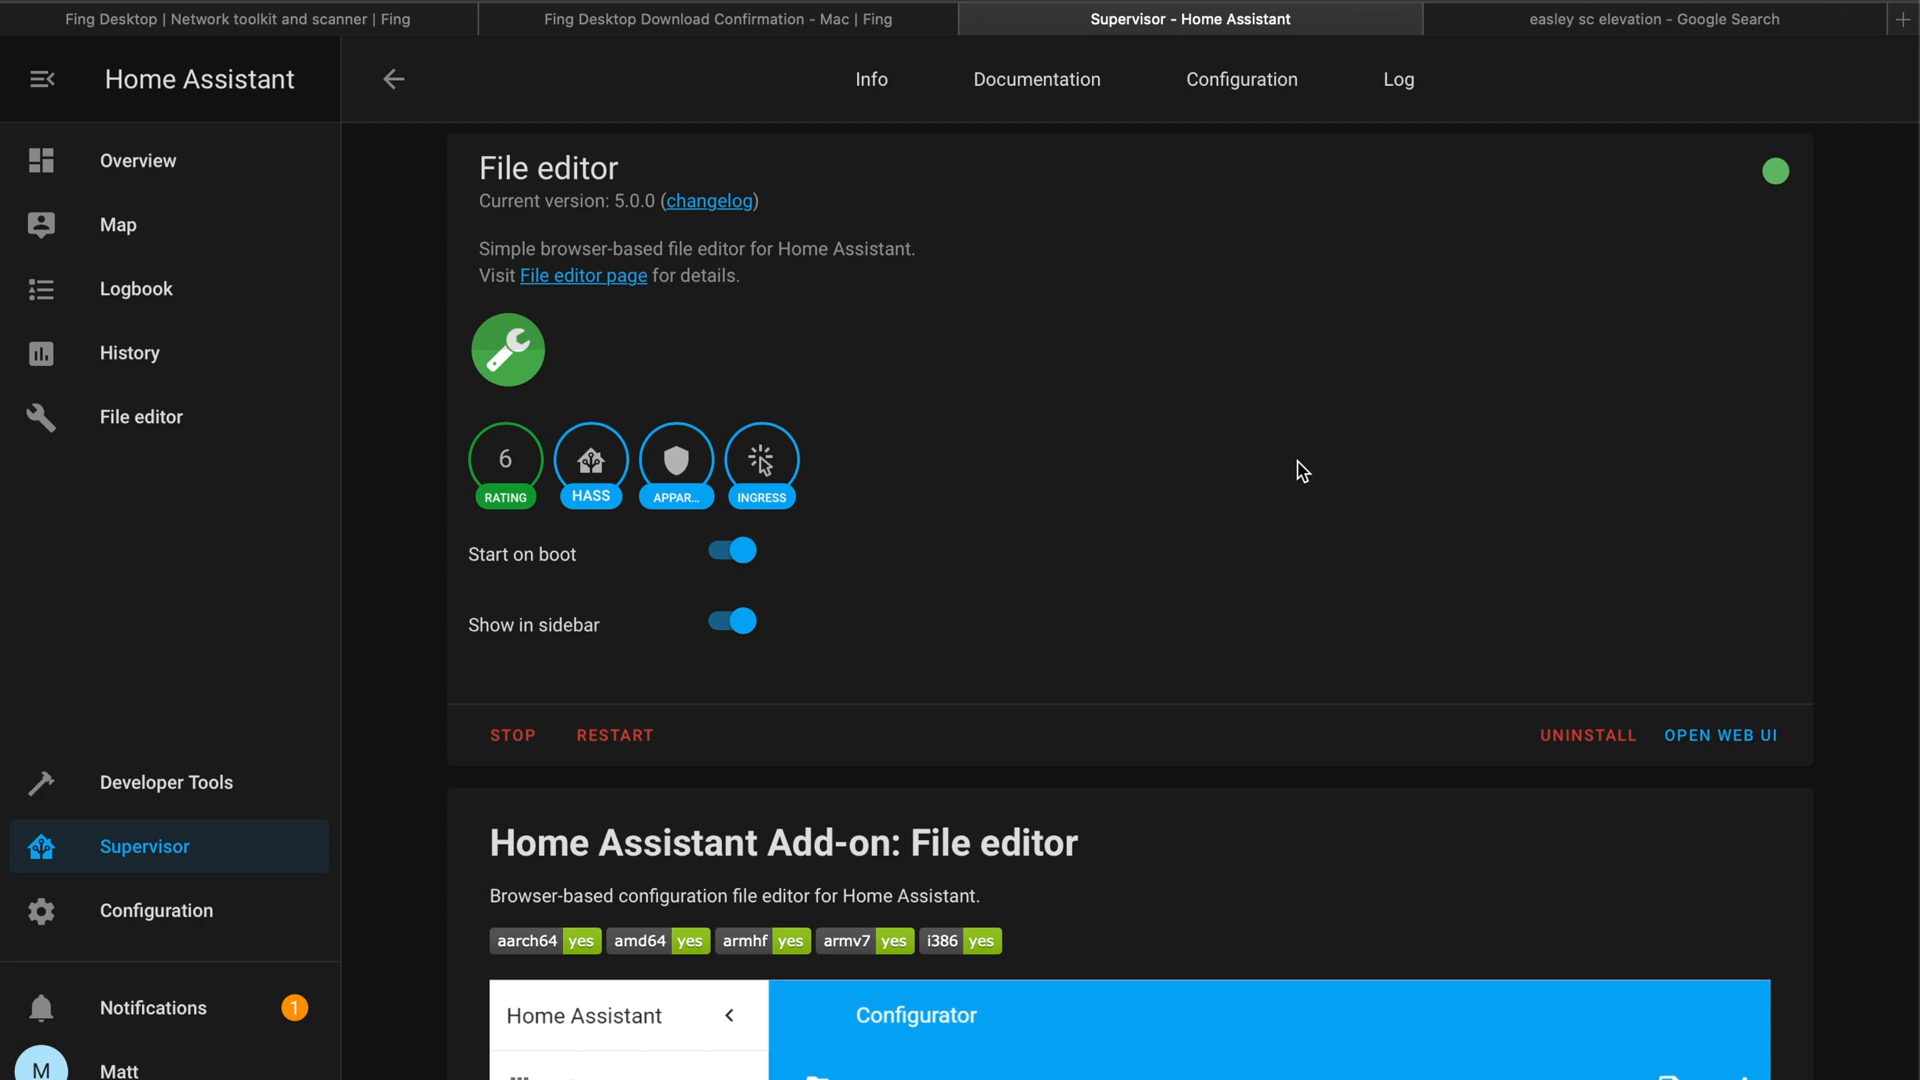 Fing Desktop | Network toolkit and scanner | Fing
Fing Desktop Download Confirmation - Mac | Fing
Supervisor - Home Assistant
easley sc elevation - Google Search
Home Assistant
Info
Documentation
Configuration
Log
Overview
Map
Logbook
History
File editor
Developer Tools
Supervisor
Configuration
Notifications
1
M
Matt
File editor
Current version: 5.0.0 (changelog)
Simple browser-based file editor for Home Assistant.
Visit File editor page for details.
6
RATING
HASS
APPAR...
INGRESS
Start on boot
Show in sidebar
STOP
RESTART
UNINSTALL
OPEN WEB UI
Home Assistant Add-on: File editor
Browser-based configuration file editor for Home Assistant.
aarch64 yes amd64 yes armhf yes armv7 yes i386 yes
Home Assistant
Configurator